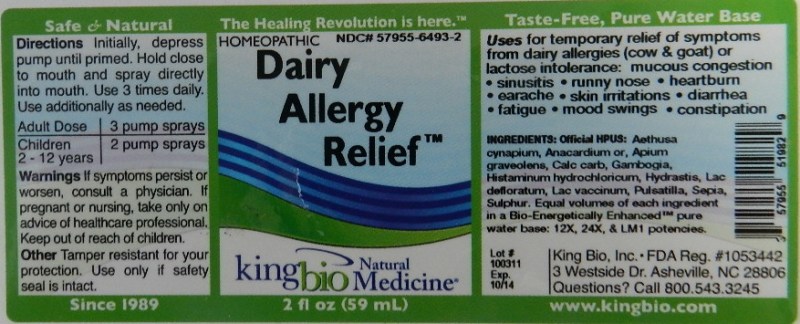 Safe & Natural
Directions Initially, depress
pump until primed. Hold close
to mouth and spray directly
into mouth. Use 3 times daily.
Use additionally as needed.
Adult Dose 3 pump sprays
Children 2 pump sprays
2 - 12 years
Warnings If symptoms persist or
worsen, consult a physician. If
pregnant or nursing, take only on
advice of healthcare professional.
Keep out of reach of children.
Other Tamper resistant for your
protection. Use only if safety
seal is intact.
Since 1989
The Healing Revolution is here.™
HOMEOPATHIC NDC# 57955-6493-2
Dairy
Allergy
Relief™
king bio Natural
Medicine®
2 fl oz (59 mL)
Taste-Free, Pure Water Base
Uses for temporary relief of symptoms
from dairy allergies (cow & goat) or
lactose intolerance: mucous congestion
• sinusitis • runny nose • heartburn
• earache • skin irritations • diarrhea
• fatigue • mood swings • constipation
INGREDIENTS: Official HPUS: Aethusa
cynapium, Anacardium or, Apium
graveolens, Calc carb, Gambogia,
Histaminum hydrochloricum, Hydrastis, Lac
defloratum, Lac vaccinum, Pulsatilla, Sepia,
Sulphur. Equal volumes of each ingredient
in a Bio-Energetically Enhanced™ pure
water base: 12X, 24X, & LM1 potencies.
3 57955 51982 9
Lot #
100311
Exp.
10/14
King Bio, Inc. • FDA Reg. #1053442
3 Westside Dr. Asheville, NC 28806
Questions? Call 800.543.3245
www.kingbio.com